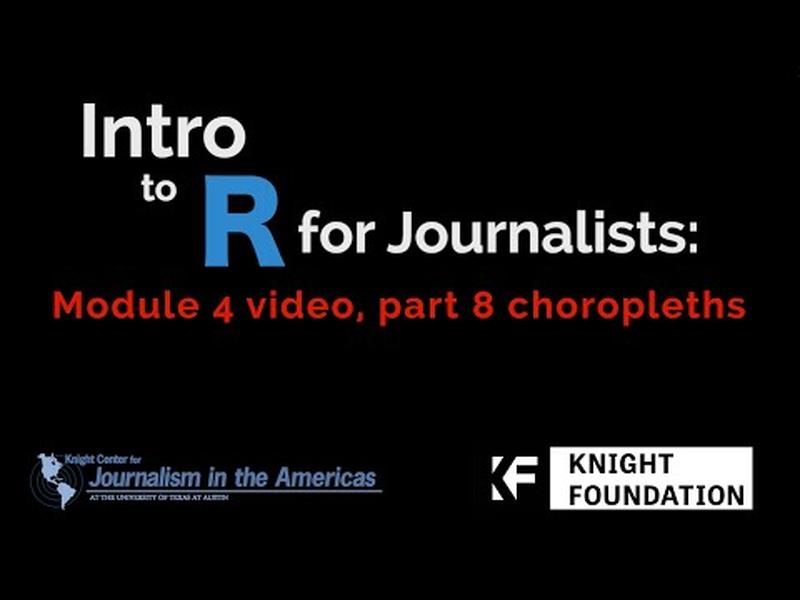 Intro
to R for Journalists:
Module 4 video, part 8 choropleths
Knight Center for
Journalism in the Americas
AT THE UNIVERSITY OF TEXAS AT AUSTIN
KF KNIGHT
FOUNDATION